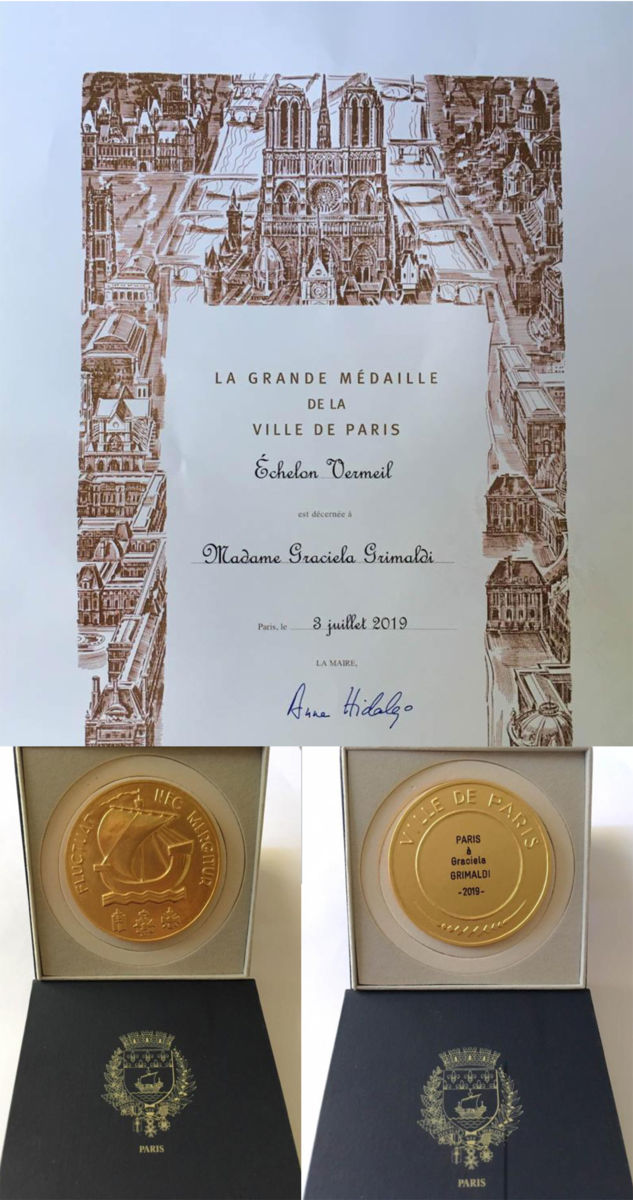 LA GRANDE MÉDAILLE
DE LA
VILLE DE PARIS
Échelon Vermeil
est décernée à
Madame Graciela Grimaldi
Paris, le 3 juillet 2019
LA MAIRE,
Anne Hidalgo
FLUCTUAT NEC MERGITUR
VILLE DE PARIS
PARIS
à
Graciela
GRIMALDI
-2019-
PARIS
PARIS